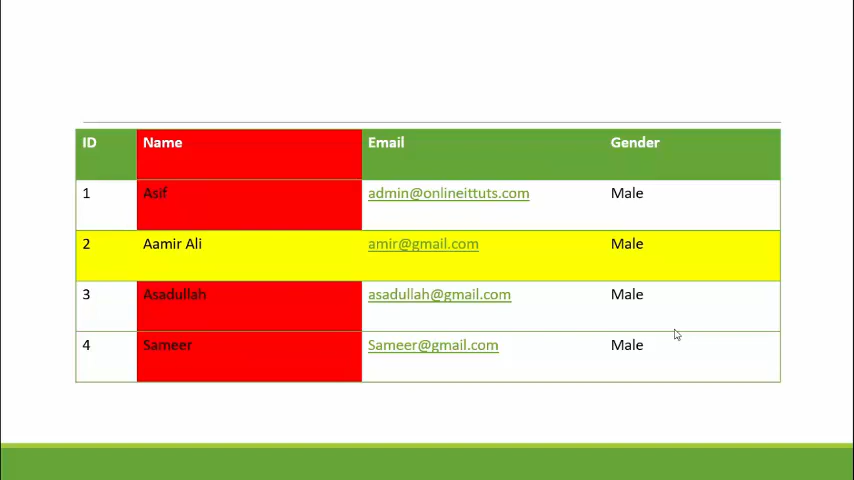 ID Name Email Gender
1 Asif admin@onlineittuts.com Male
2 Aamir Ali amir@gmail.com Male
3 Asadullah asadullah@gmail.com Male
4 Sameer Sameer@gmail.com Male